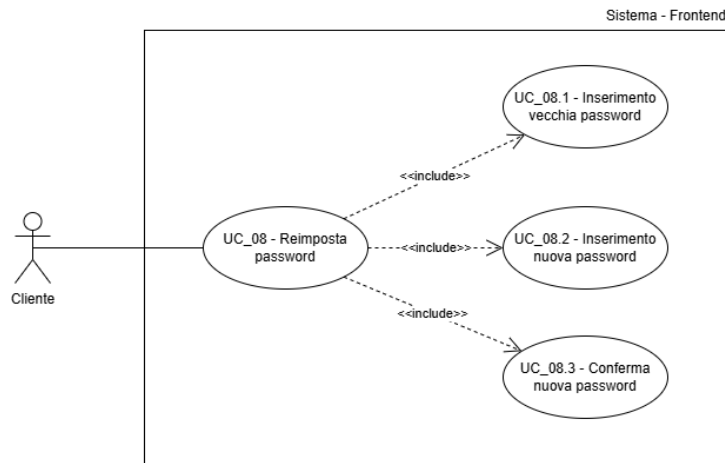 Sistema - Frontend
UC_08.1 - Inserimento
vecchia password
<<include>>
UC_08 - Reimposta
password
<<include>>
UC_08.2 - Inserimento
nuova password
Cliente
<<include>>
UC_08.3 - Conferma
nuova password